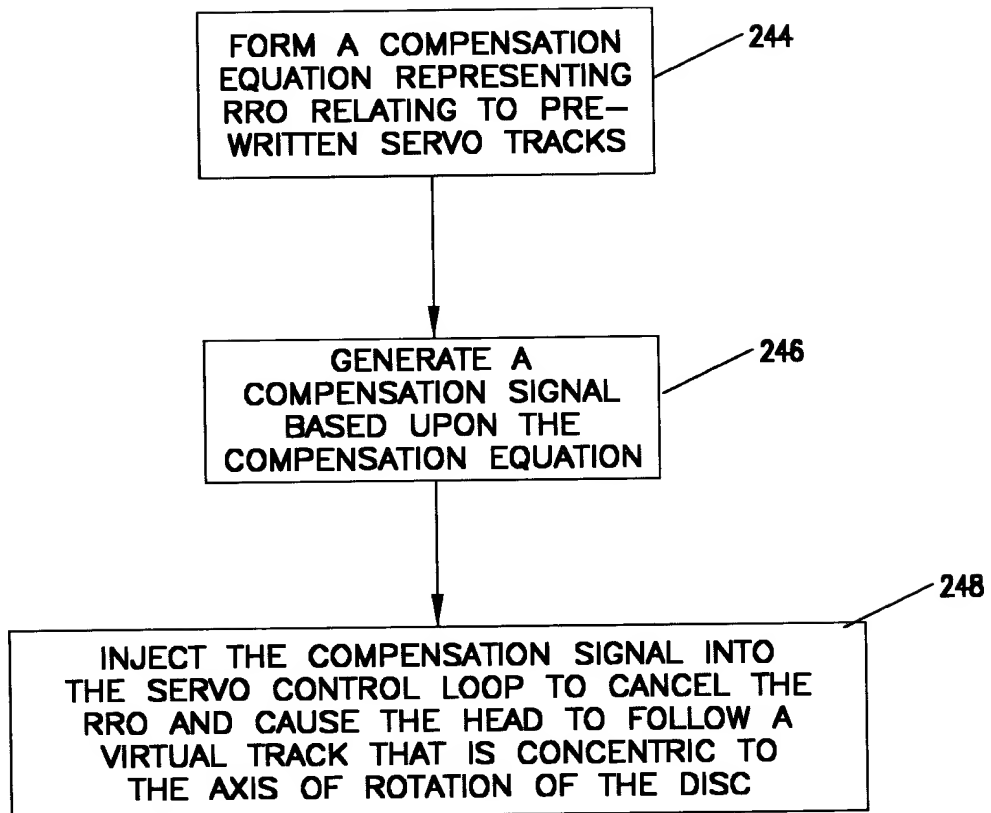 FORM A COMPENSATION
EQUATION REPRESENTING
RRO RELATING TO PRE-
WRITTEN SERVO TRACKS
244
GENERATE A
COMPENSATION SIGNAL
BASED UPON THE
COMPENSATION EQUATION
246
INJECT THE COMPENSATION SIGNAL INTO
THE SERVO CONTROL LOOP TO CANCEL THE
RRO AND CAUSE THE HEAD TO FOLLOW A
VIRTUAL TRACK THAT IS CONCENTRIC TO
THE AXIS OF ROTATION OF THE DISC
248